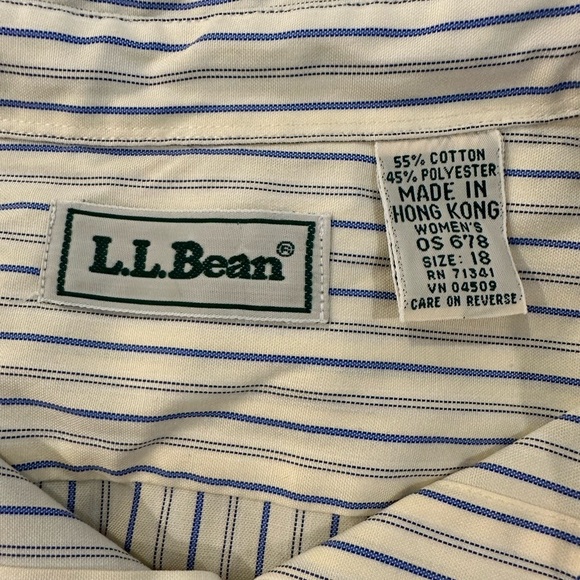 L.L.Bean®
55% COTTON
45% POLYESTER
MADE IN
HONG KONG
WOMEN'S
OS 678
SIZE: 18
RN 71341
VN 04509
CARE ON REVERSE